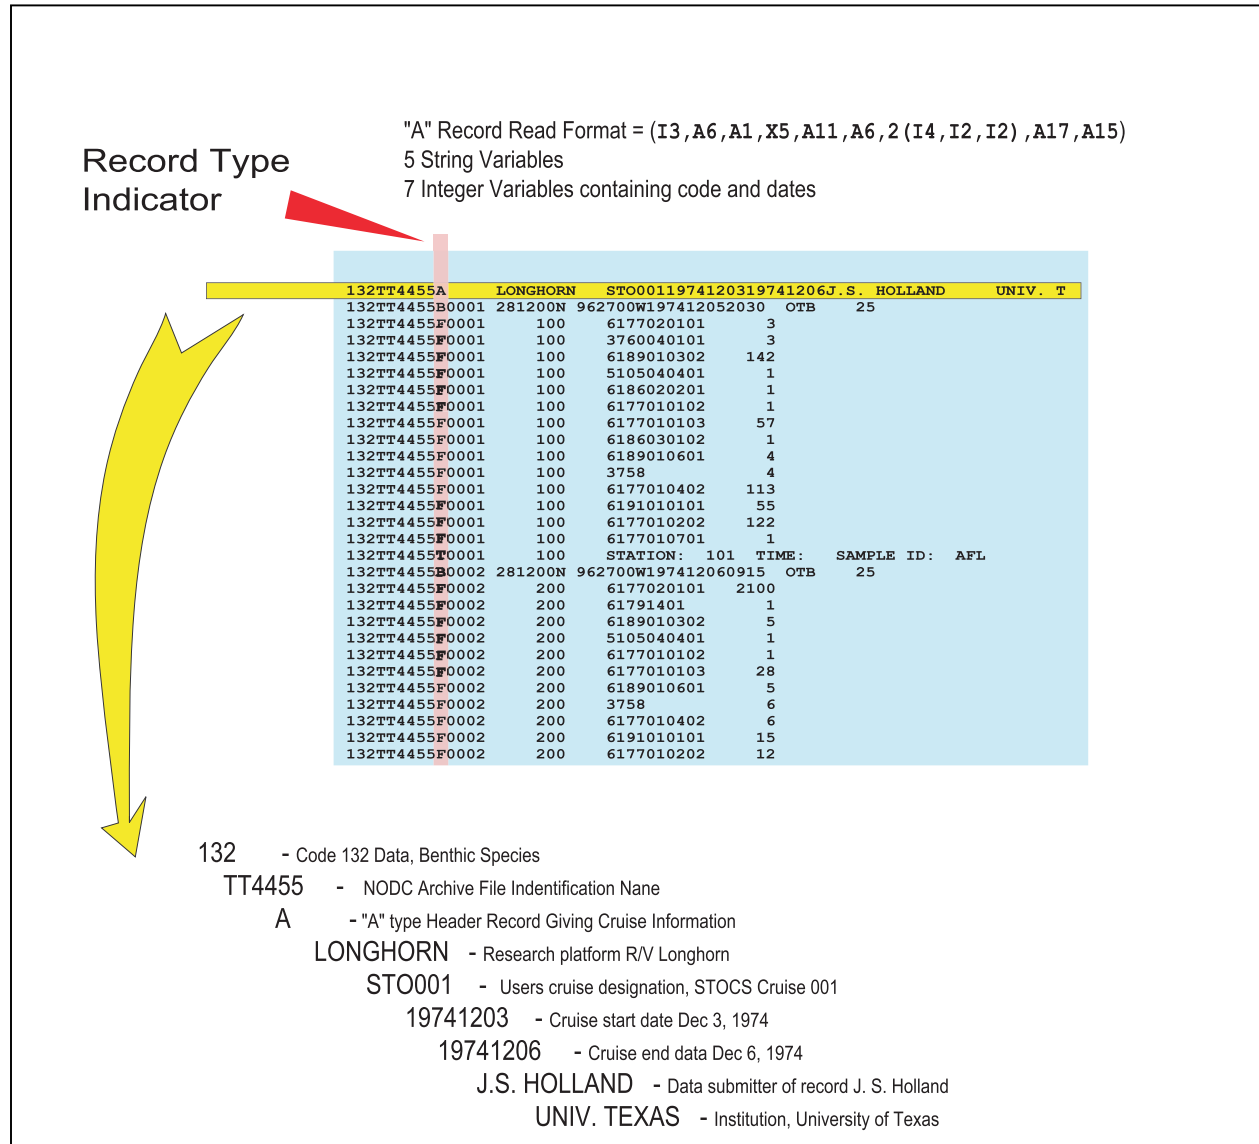 "A" Record Read Format = (I3,A6,A1,X5,A11,A6,2(I4,I2,I2),A17,A15)
5 String Variables
7 Integer Variables containing code and dates
Record Type
Indicator
132TT4455A LONGHORN STO0011974120319741206J.S. HOLLAND UNIV. T
132TT4455B0001 281200N 962700W197412052030 OTB 25
132TT4455F0001 100 6177020101 3
132TT4455F0001 100 3760040101 3
132TT4455F0001 100 6189010302 142
132TT4455F0001 100 5105040401 1
132TT4455F0001 100 6186020201 1
132TT4455F0001 100 6177010102 1
132TT4455F0001 100 6177010103 57
132TT4455F0001 100 6186030102 1
132TT4455F0001 100 6189010601 4
132TT4455F0001 100 3758 4
132TT4455F0001 100 6177010402 113
132TT4455F0001 100 6191010101 55
132TT4455F0001 100 6177010202 122
132TT4455F0001 100 6177010701 1
132TT4455T0001 100 STATION: 101 TIME: SAMPLE ID: AFL
132TT4455B0002 281200N 962700W197412060915 OTB 25
132TT4455F0002 200 6177020101 2100
132TT4455F0002 200 61791401 1
132TT4455F0002 200 6189010302 5
132TT4455F0002 200 5105040401 1
132TT4455F0002 200 6177010102 1
132TT4455F0002 200 6177010103 28
132TT4455F0002 200 6189010601 5
132TT4455F0002 200 3758 6
132TT4455F0002 200 6177010402 6
132TT4455F0002 200 6191010101 15
132TT4455F0002 200 6177010202 12
132 - Code 132 Data, Benthic Species
TT4455 - NODC Archive File Indentification Nane
A - "A" type Header Record Giving Cruise Information
LONGHORN - Research platform R/V Longhorn
STO001 - Users cruise designation, STOCS Cruise 001
19741203 - Cruise start date Dec 3, 1974
19741206 - Cruise end data Dec 6, 1974
J.S. HOLLAND - Data submitter of record J. S. Holland
UNIV. TEXAS - Institution, University of Texas